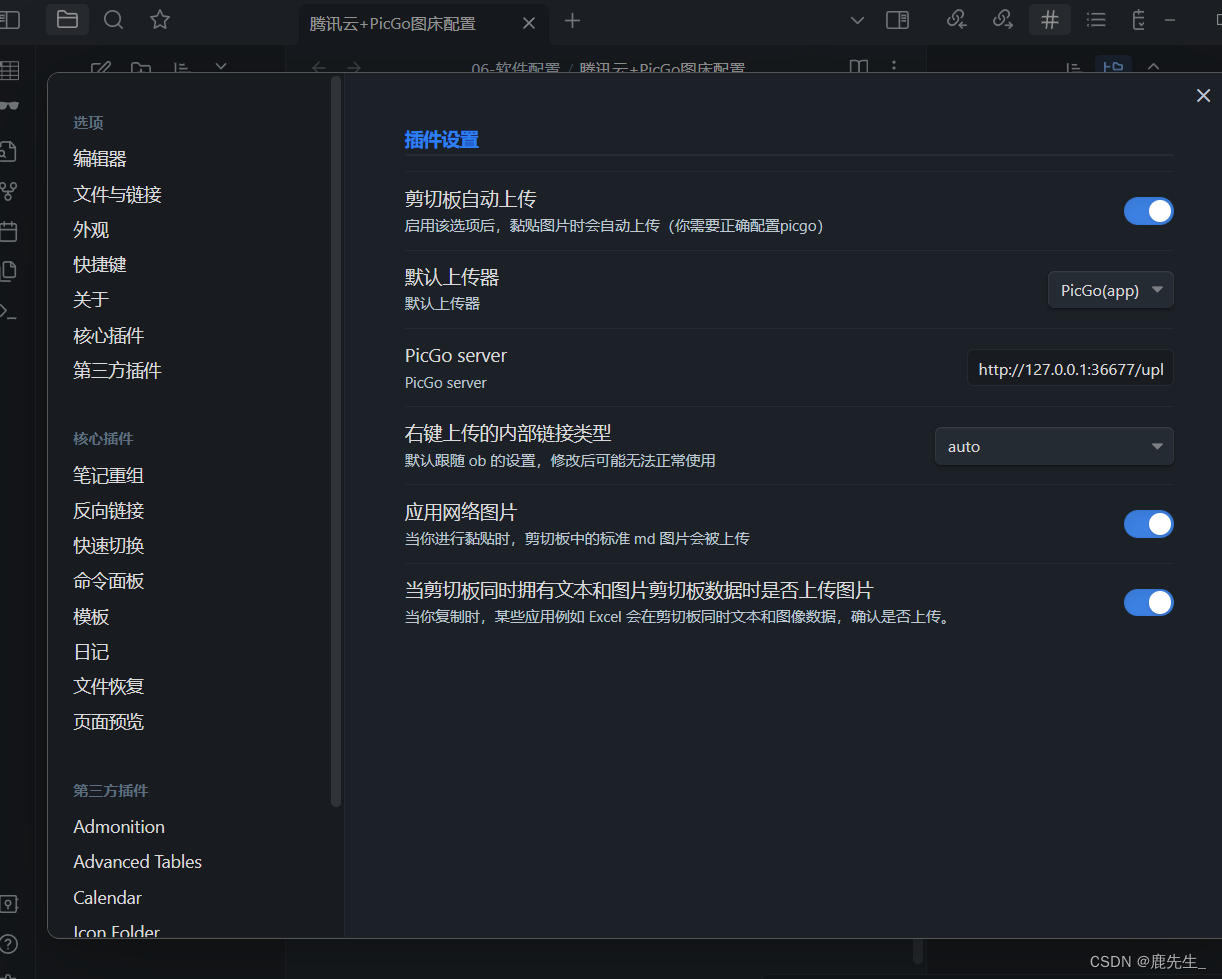 腾讯云+PicGo图床配置
06-软件配置 / 腾讯云+PicGo图床配置
选项
编辑器
文件与链接
外观
快捷键
关于
核心插件
第三方插件
核心插件
笔记重组
反向链接
快速切换
命令面板
模板
日记
文件恢复
页面预览
第三方插件
Admonition
Advanced Tables
Calendar
Icon Folder
插件设置
剪切板自动上传
启用该选项后，黏贴图片时会自动上传（你需要正确配置picgo）
默认上传器
默认上传器
PicGo(app)
PicGo server
PicGo server
http://127.0.0.1:36677/upl
右键上传的内部链接类型
默认跟随 ob 的设置，修改后可能无法正常使用
auto
应用网络图片
当你进行黏贴时，剪切板中的标准 md 图片会被上传
当剪切板同时拥有文本和图片剪切板数据时是否上传图片
当你复制时，某些应用例如 Excel 会在剪切板同时文本和图像数据，确认是否上传。
CSDN @鹿先生_